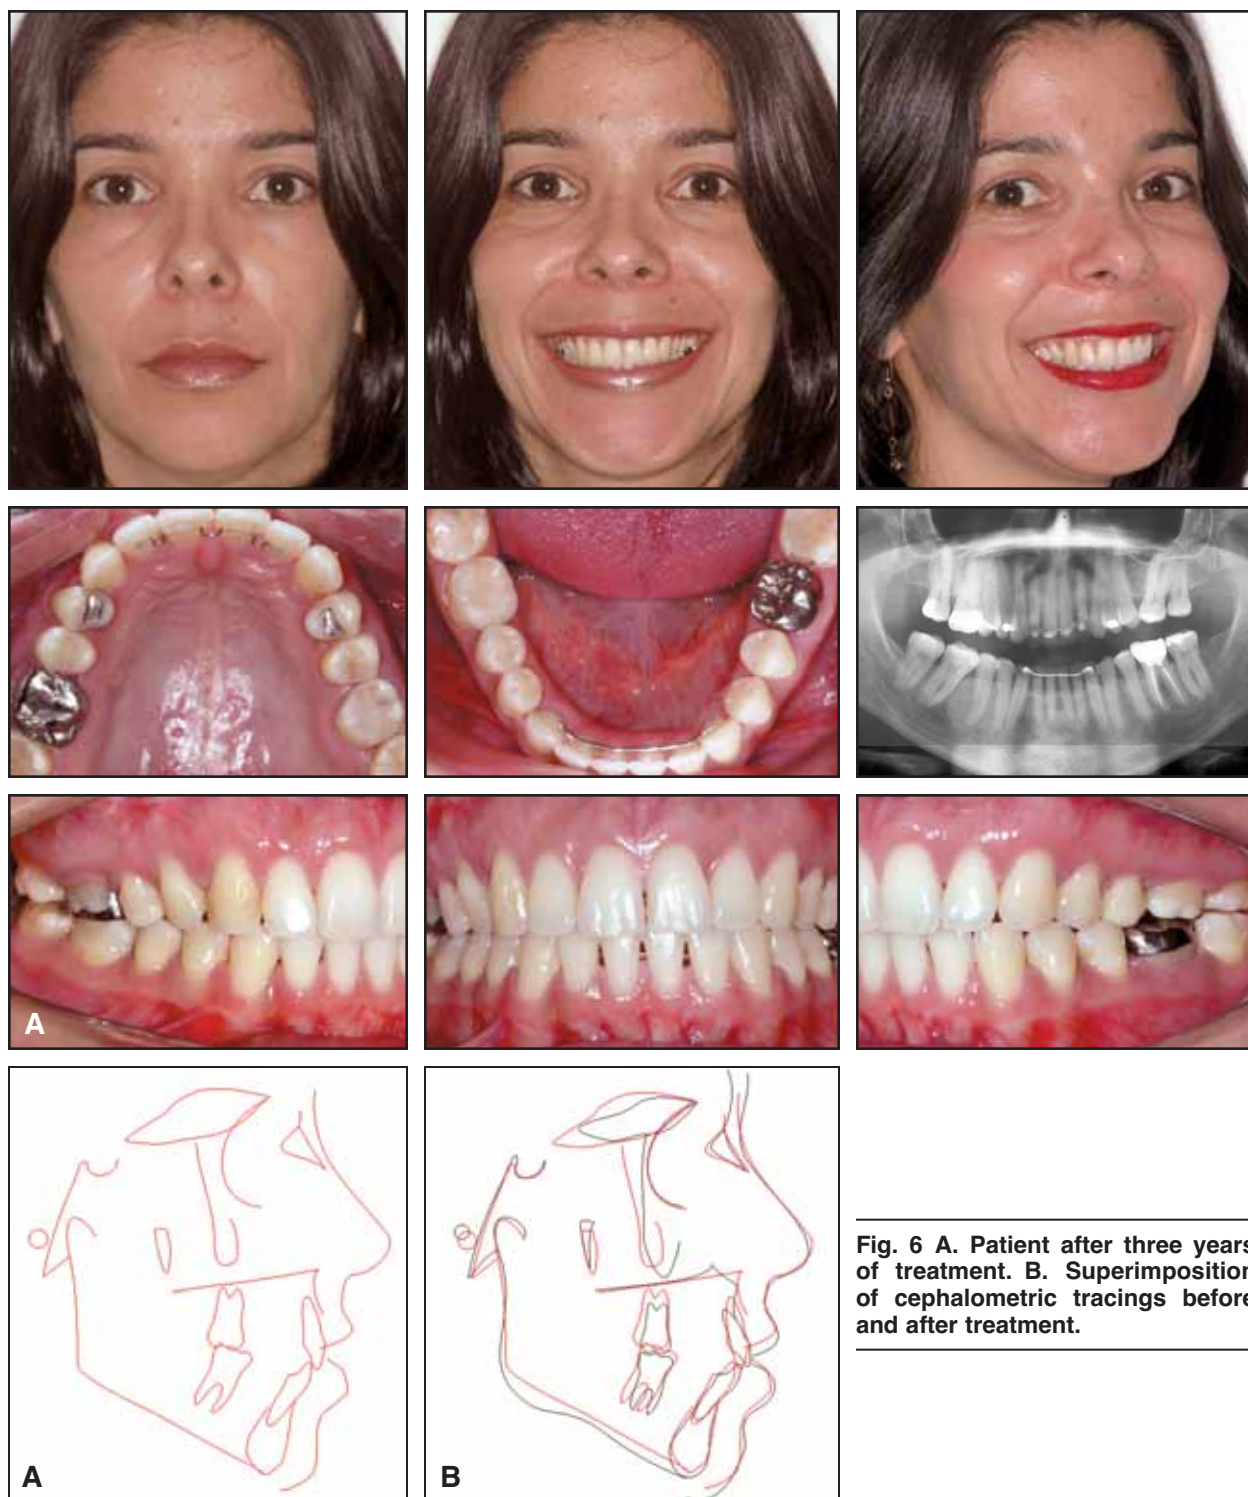 A
A
B
Fig. 6 A. Patient after three years
of treatment. B. Superimposition
of cephalometric tracings before
and after treatment.